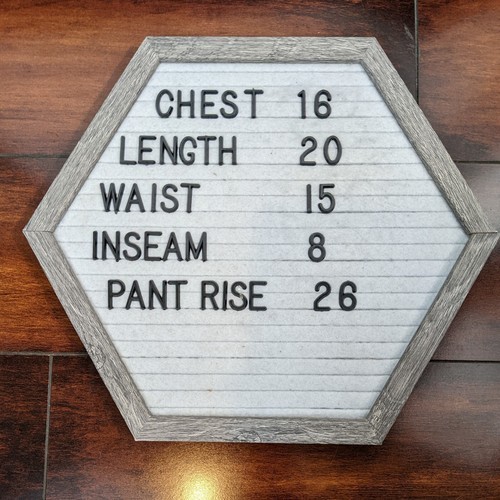 CHEST 16
LENGTH 20
WAIST 15
INSEAM 8
PANT RISE 26